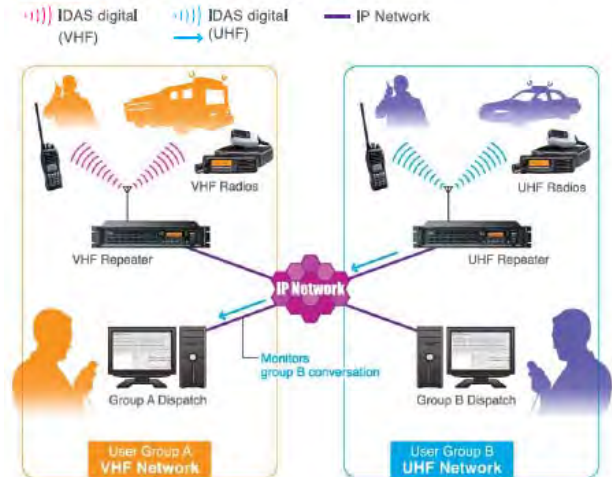 IDAS digital
(VHF)
IDAS digital
(UHF)
IP Network
VHF Radios
UHF Radios
VHF Repeater
UHF Repeater
IP Network
Monitors
group B conversation
Group A Dispatch
Group B Dispatch
User Group A
VHF Network
User Group B
UHF Network